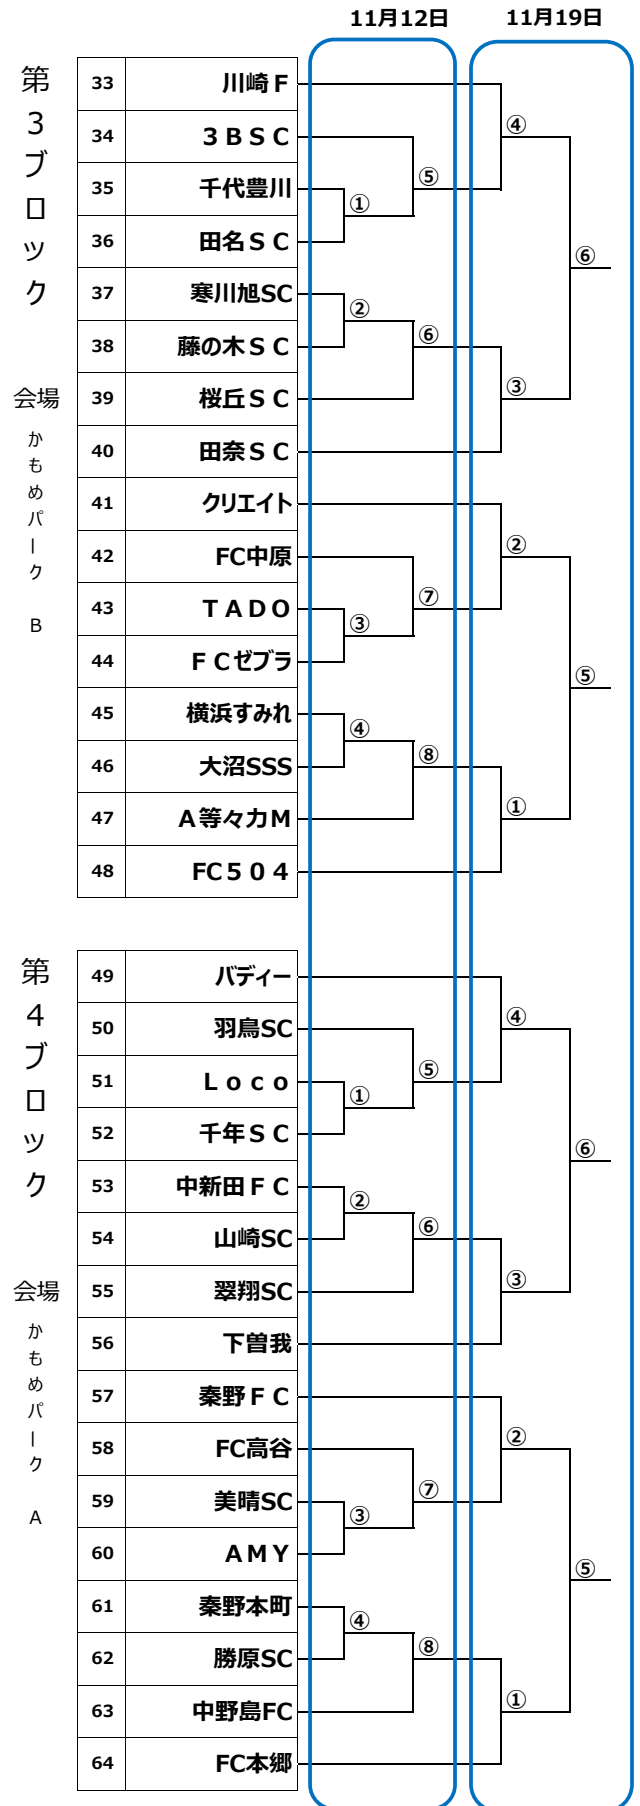 11月12日 11月19日
第3ブロック
会場
かもめパーク B
33 川崎F
34 3BSC
35 千代豊川
36 田名SC
37 寒川旭SC
38 藤の木SC
39 桜丘SC
40 田奈SC
41 クリエイト
42 FC中原
43 TADO
44 FCゼブラ
45 横浜すみれ
46 大沼SSS
47 A等々力M
48 FC504
①
②
③
④
⑤
⑥
⑦
⑧
④
③
②
①
⑥
⑤
第4ブロック
会場
かもめパーク A
49 バディー
50 羽鳥SC
51 Loco
52 千年SC
53 中新田FC
54 山崎SC
55 翠翔SC
56 下曽我
57 秦野FC
58 FC高谷
59 美晴SC
60 AMY
61 秦野本町
62 勝原SC
63 中野島FC
64 FC本郷
①
②
③
④
⑤
⑥
⑦
⑧
④
③
②
①
⑥
⑤